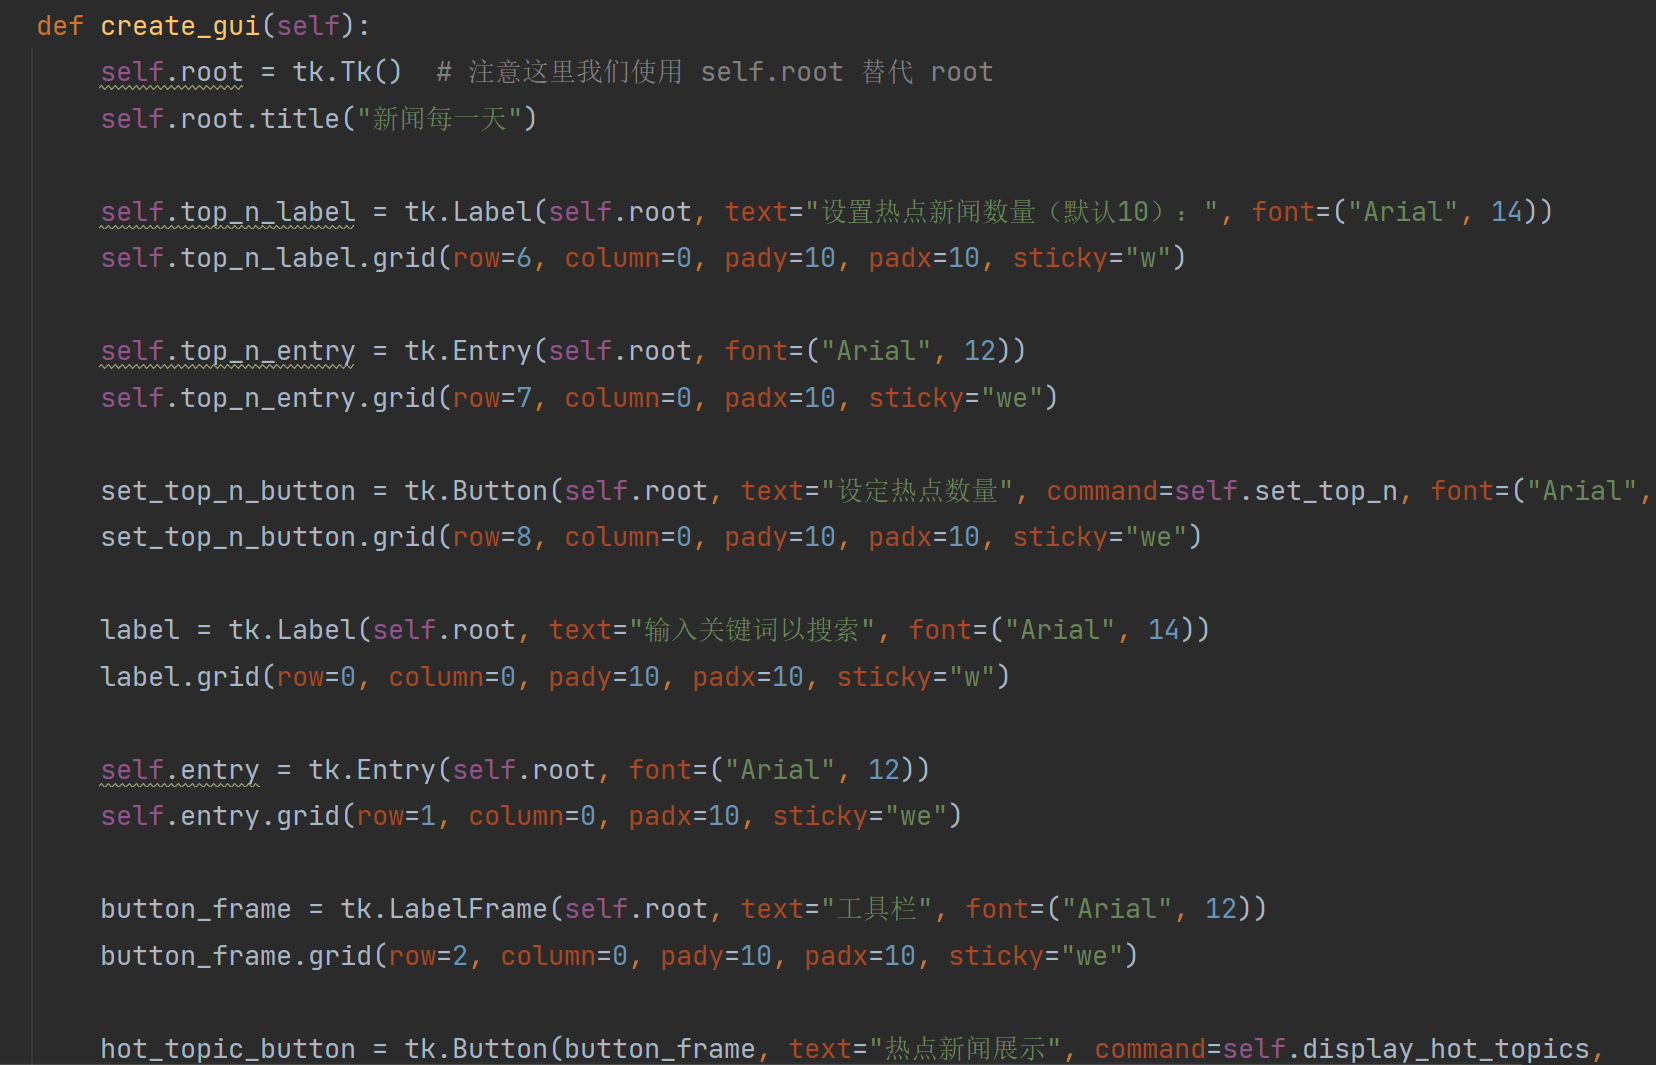 def create_gui(self):
self.root = tk.Tk()  # 注意这里我们使用 self.root 替代 root
self.root.title("新闻每一天")
self.top_n_label = tk.Label(self.root, text="设置热点新闻数量（默认10）：", font=("Arial", 14))
self.top_n_label.grid(row=6, column=0, pady=10, padx=10, sticky="w")
self.top_n_entry = tk.Entry(self.root, font=("Arial", 12))
self.top_n_entry.grid(row=7, column=0, padx=10, sticky="we")
set_top_n_button = tk.Button(self.root, text="设定热点数量", command=self.set_top_n, font=("Arial",
set_top_n_button.grid(row=8, column=0, pady=10, padx=10, sticky="we")
label = tk.Label(self.root, text="输入关键词以搜索", font=("Arial", 14))
label.grid(row=0, column=0, pady=10, padx=10, sticky="w")
self.entry = tk.Entry(self.root, font=("Arial", 12))
self.entry.grid(row=1, column=0, padx=10, sticky="we")
button_frame = tk.LabelFrame(self.root, text="工具栏", font=("Arial", 12))
button_frame.grid(row=2, column=0, pady=10, padx=10, sticky="we")
hot_topic_button = tk.Button(button_frame, text="热点新闻展示", command=self.display_hot_topics,